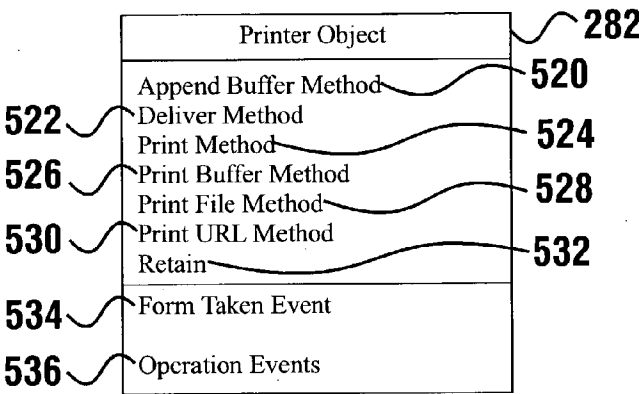 Printer Object 282
Append Buffer Method 520
522 Deliver Method
Print Method 524
526 Print Buffer Method
Print File Method 528
530 Print URL Method
Retain 532
534 Form Taken Event
536 Operation Events